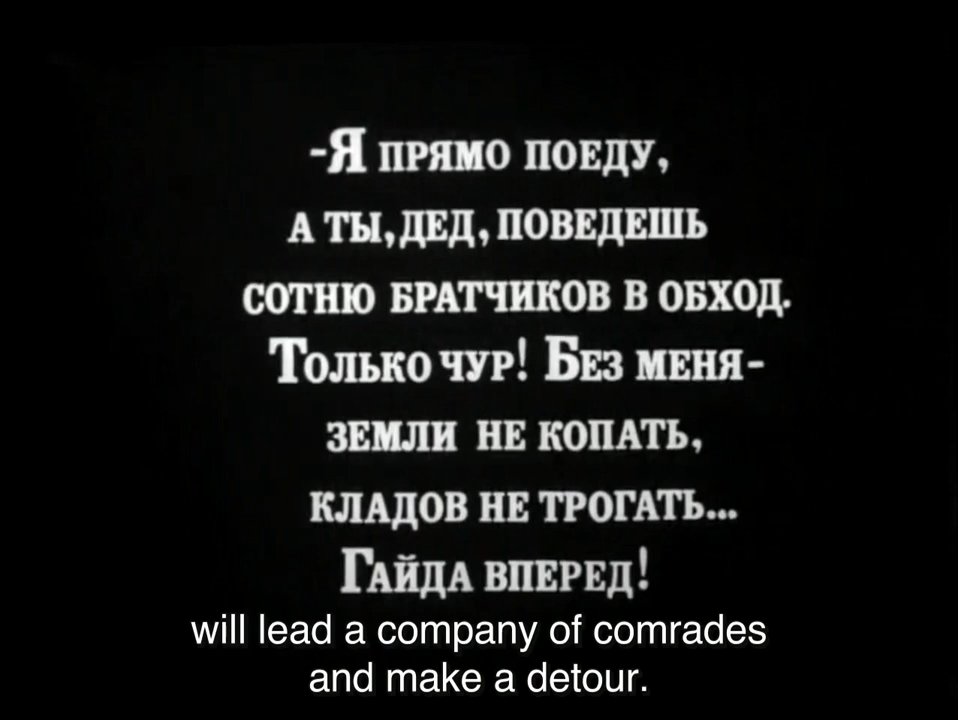 -Я ПРЯМО ПОЕДУ,
А ТЫ, ДЕД, ПОВЕДЕШЬ
СОТНЮ БРАТЧИКОВ В ОБХОД.
ТОЛЬКО ЧУР! БЕЗ МЕНЯ-
ЗЕМЛИ НЕ КОПАТЬ,
КЛАДОВ НЕ ТРОГАТЬ...
ГАЙДА ВПЕРЕД!
will lead a company of comrades
and make a detour.